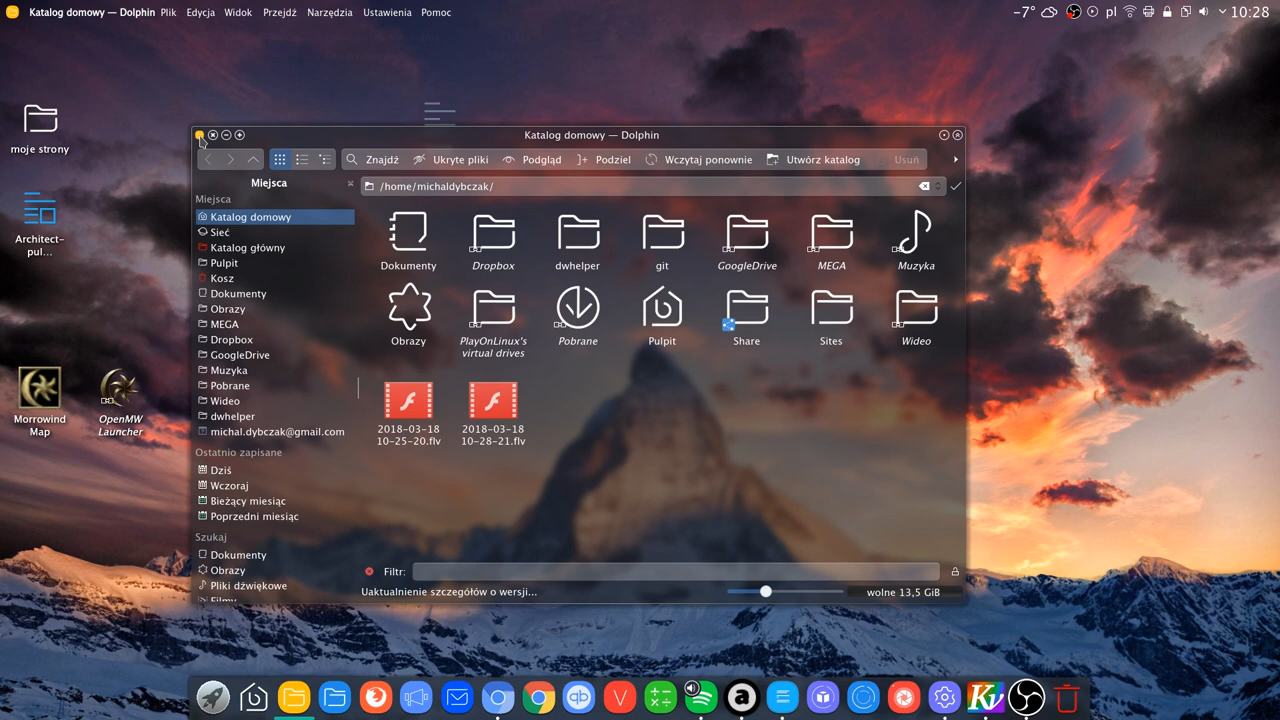 Katalog domowy — Dolphin Plik Edycja Widok Przejdź Narzędzia Ustawienia Pomoc
-7° pl 10:28
moje strony
Architect-
pul...
Morrowind
Map
OpenMW
Launcher
Katalog domowy — Dolphin
Znajdź Ukryte pliki Podgląd Podziel Wczytaj ponownie Utwórz katalog Usuń
Miejsca
/home/michaldybczak/
Miejsca
Katalog domowy
Sieć
Katalog główny
Pulpit
Kosz
Dokumenty
Obrazy
MEGA
Dropbox
GoogleDrive
Muzyka
Pobrane
Wideo
dwhelper
michal.dybczak@gmail.com
Ostatnio zapisane
Dziś
Wczoraj
Bieżący miesiąc
Poprzedni miesiąc
Szukaj
Dokumenty
Obrazy
Pliki dźwiękowe
Filmy
Dokumenty Dropbox dwhelper git GoogleDrive MEGA Muzyka
Obrazy PlayOnLinux's Pobrane Pulpit Share Sites Wideo
virtual drives
2018-03-18 2018-03-18
10-25-20.flv 10-28-21.flv
Filtr:
Uaktualnienie szczegółów o wersji... wolne 13,5 GiB
qb V a Kv